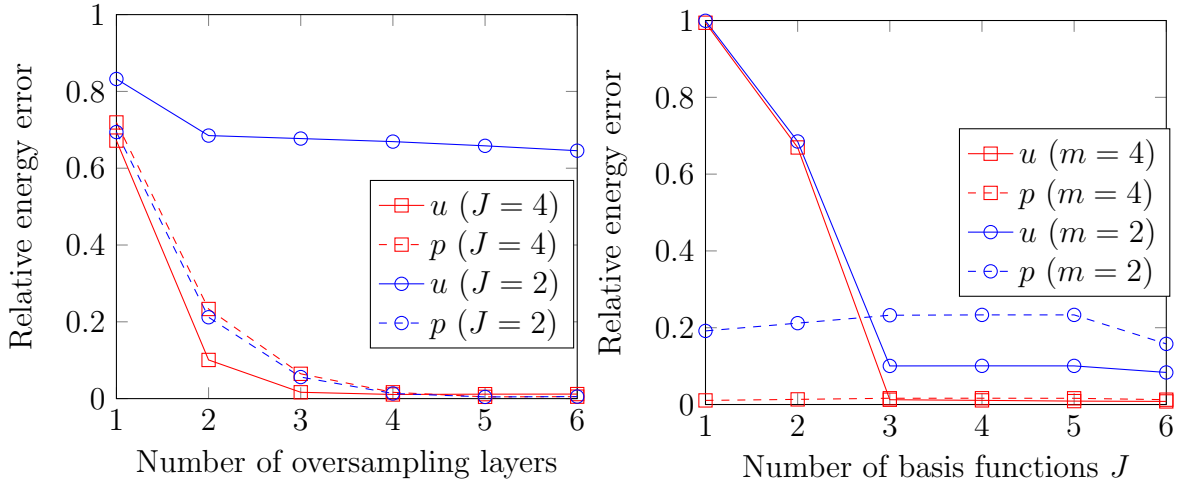 1
0.8
0.6
0.4
0.2
0
1 2 3 4 5 6
Relative energy error
Number of oversampling layers
u (J = 4)
p (J = 4)
u (J = 2)
p (J = 2)
1
0.8
0.6
0.4
0.2
0
1 2 3 4 5 6
Relative energy error
Number of basis functions J
u (m = 4)
p (m = 4)
u (m = 2)
p (m = 2)